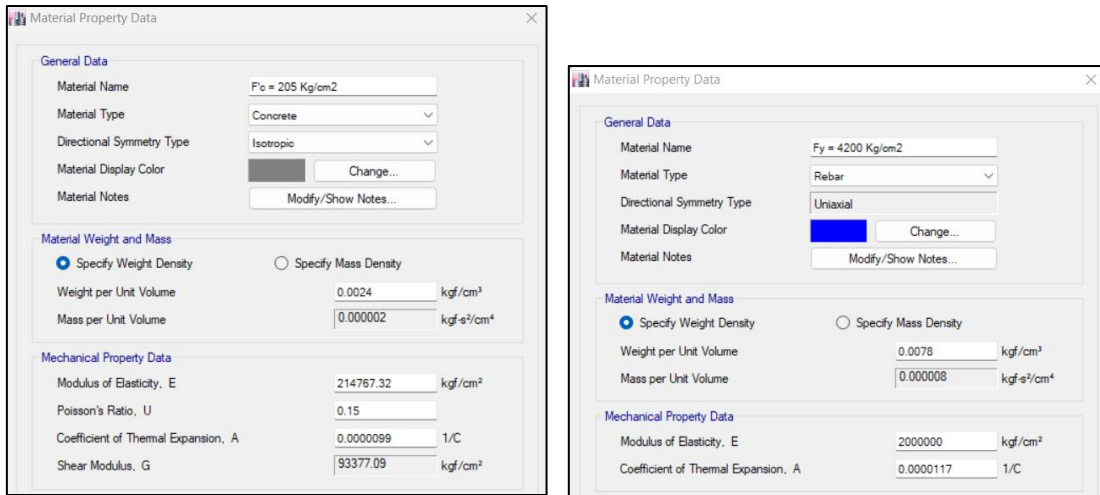 Material Property Data
General Data
Material Name F'c = 205 Kg/cm2
Material Type Concrete
Directional Symmetry Type Isotropic
Material Display Color Change...
Material Notes Modify/Show Notes...
Material Weight and Mass
Specify Weight Density Specify Mass Density
Weight per Unit Volume 0.0024 kgf/cm³
Mass per Unit Volume 0.000002 kgf-s²/cm⁴
Mechanical Property Data
Modulus of Elasticity, E 214767.32 kgf/cm²
Poisson's Ratio, U 0.15
Coefficient of Thermal Expansion, A 0.0000099 1/C
Shear Modulus, G 93377.09 kgf/cm²
Material Property Data
General Data
Material Name Fy = 4200 Kg/cm2
Material Type Rebar
Directional Symmetry Type Uniaxial
Material Display Color Change...
Material Notes Modify/Show Notes...
Material Weight and Mass
Specify Weight Density Specify Mass Density
Weight per Unit Volume 0.0078 kgf/cm³
Mass per Unit Volume 0.000008 kgf-s²/cm⁴
Mechanical Property Data
Modulus of Elasticity, E 2000000 kgf/cm²
Coefficient of Thermal Expansion, A 0.0000117 1/C